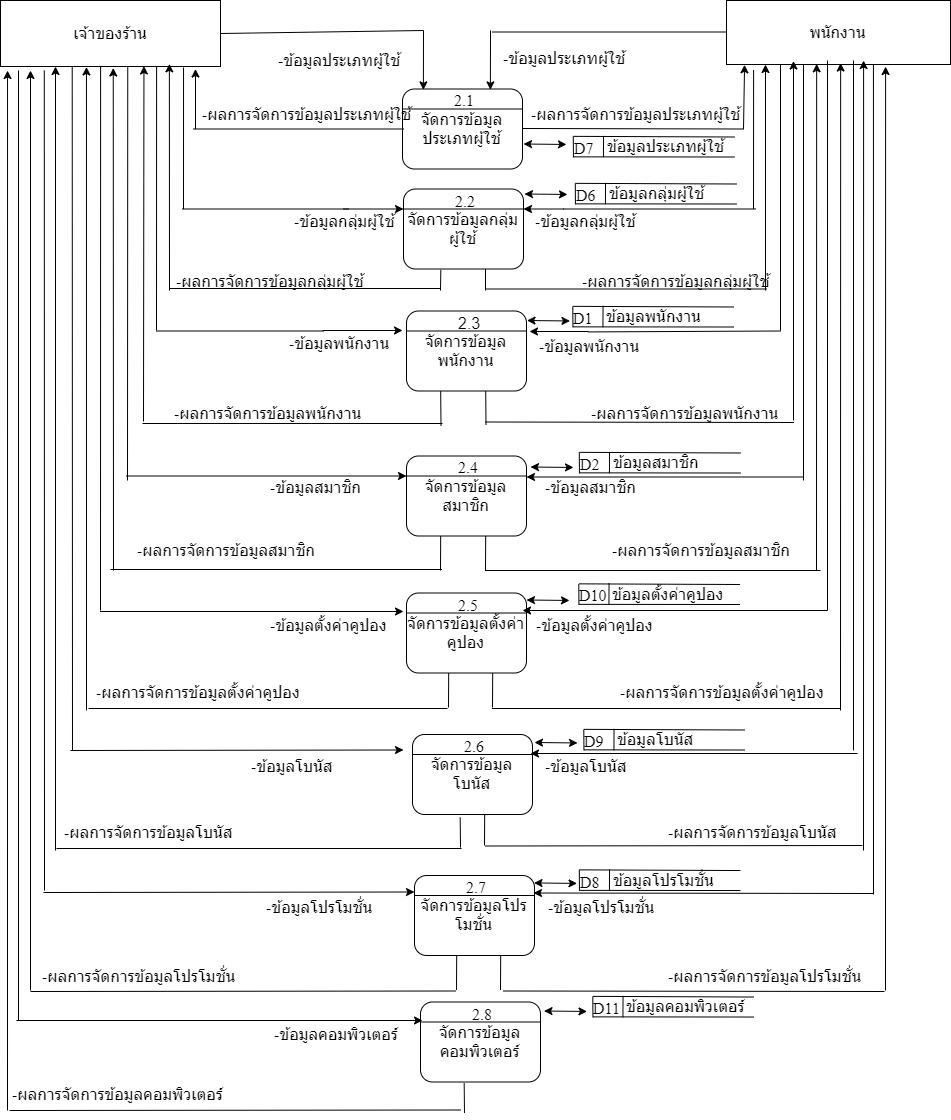 เจ้าของร้าน
พนักงาน
-ข้อมูลประเภทผู้ใช้
-ข้อมูลประเภทผู้ใช้
2.1
จัดการข้อมูล
ประเภทผู้ใช้
-ผลการจัดการข้อมูลประเภทผู้ใช้
-ผลการจัดการข้อมูลประเภทผู้ใช้
D7 ข้อมูลประเภทผู้ใช้
2.2
จัดการข้อมูลกลุ่ม
ผู้ใช้
D6 ข้อมูลกลุ่มผู้ใช้
-ข้อมูลกลุ่มผู้ใช้
-ข้อมูลกลุ่มผู้ใช้
-ผลการจัดการข้อมูลกลุ่มผู้ใช้
-ผลการจัดการข้อมูลกลุ่มผู้ใช้
2.3
จัดการข้อมูล
พนักงาน
D1 ข้อมูลพนักงาน
-ข้อมูลพนักงาน
-ข้อมูลพนักงาน
-ผลการจัดการข้อมูลพนักงาน
-ผลการจัดการข้อมูลพนักงาน
2.4
จัดการข้อมูล
สมาชิก
D2 ข้อมูลสมาชิก
-ข้อมูลสมาชิก
-ข้อมูลสมาชิก
-ผลการจัดการข้อมูลสมาชิก
-ผลการจัดการข้อมูลสมาชิก
2.5
จัดการข้อมูลตั้งค่า
คูปอง
D10 ข้อมูลตั้งค่าคูปอง
-ข้อมูลตั้งค่าคูปอง
-ข้อมูลตั้งค่าคูปอง
-ผลการจัดการข้อมูลตั้งค่าคูปอง
-ผลการจัดการข้อมูลตั้งค่าคูปอง
2.6
จัดการข้อมูล
โบนัส
D9 ข้อมูลโบนัส
-ข้อมูลโบนัส
-ข้อมูลโบนัส
-ผลการจัดการข้อมูลโบนัส
-ผลการจัดการข้อมูลโบนัส
2.7
จัดการข้อมูลโปร
โมชั่น
D8 ข้อมูลโปรโมชั่น
-ข้อมูลโปรโมชั่น
-ข้อมูลโปรโมชั่น
-ผลการจัดการข้อมูลโปรโมชั่น
-ผลการจัดการข้อมูลโปรโมชั่น
2.8
จัดการข้อมูล
คอมพิวเตอร์
D11 ข้อมูลคอมพิวเตอร์
-ข้อมูลคอมพิวเตอร์
-ผลการจัดการข้อมูลคอมพิวเตอร์